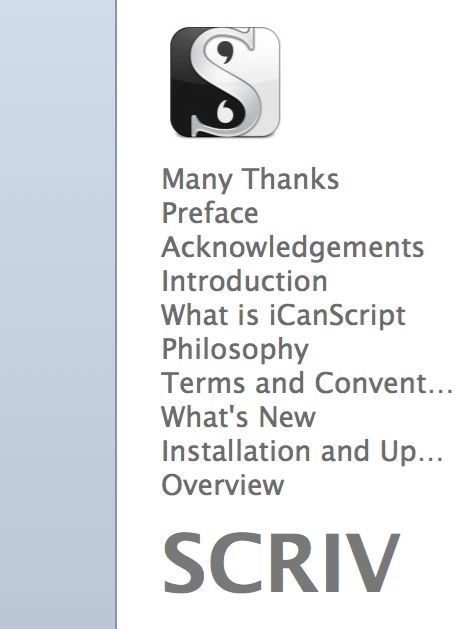 Many Thanks
Preface
Acknowledgements
Introduction
What is iCanScript
Philosophy
Terms and Convent...
What's New
Installation and Up...
Overview
SCRIV